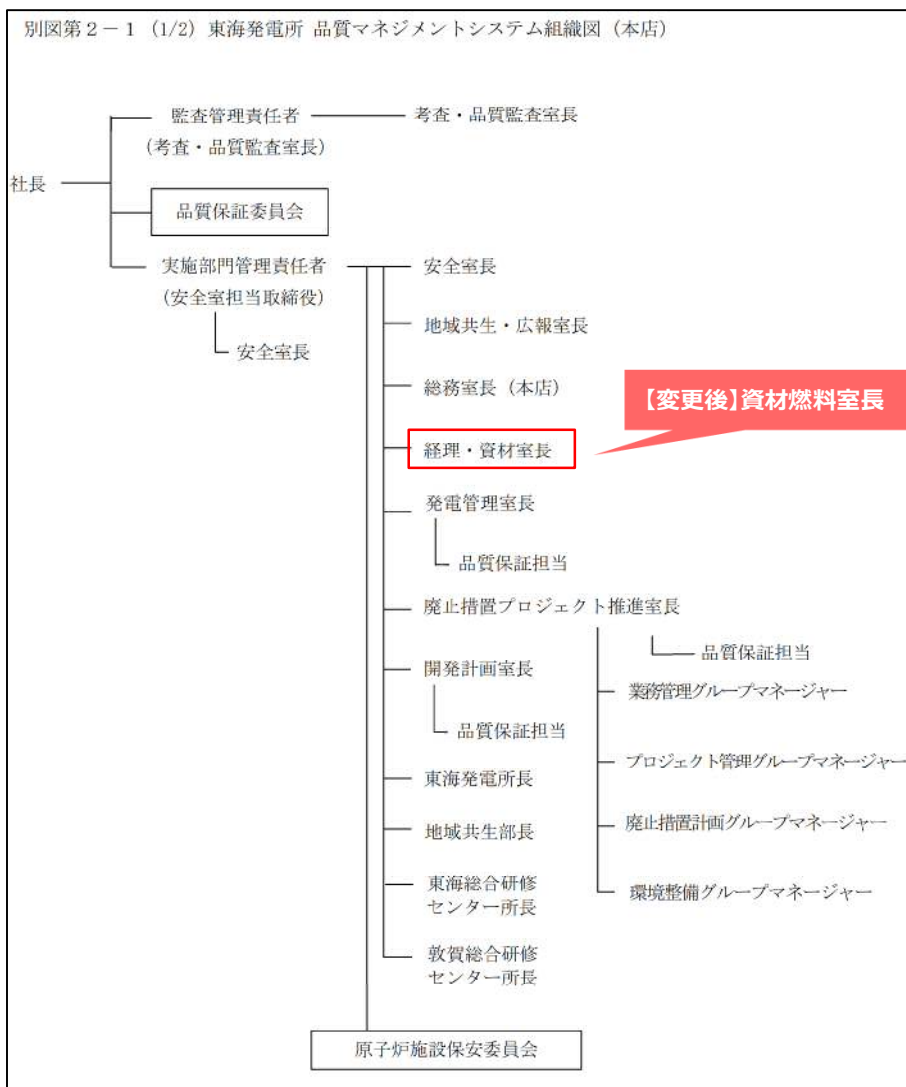 別図第2-1 (1/2) 東海発電所 品質マネジメントシステム組織図(本店)
監査管理責任者
考査・品質監査室長
(考査・品質監査室長)
社長
品質保証委員会
実施部門管理責任者
安全室長
(安全室担当取締役)
地域共生・広報室長
安全室長
総務室長(本店)
【変更後】資材燃料室長
経理・資材室長
発電管理室長
品質保証担当
廃止措置プロジェクト推進室長
品質保証担当
開発計画室長
業務管理グループマネージャー
品質保証担当
プロジェクト管理グループマネージャー
東海発電所長
廃止措置計画グループマネージャー
地域共生部長
東海総合研修
センター所長
環境整備グループマネージャー
敦賀総合研修
センター所長
原子炉施設保安委員会